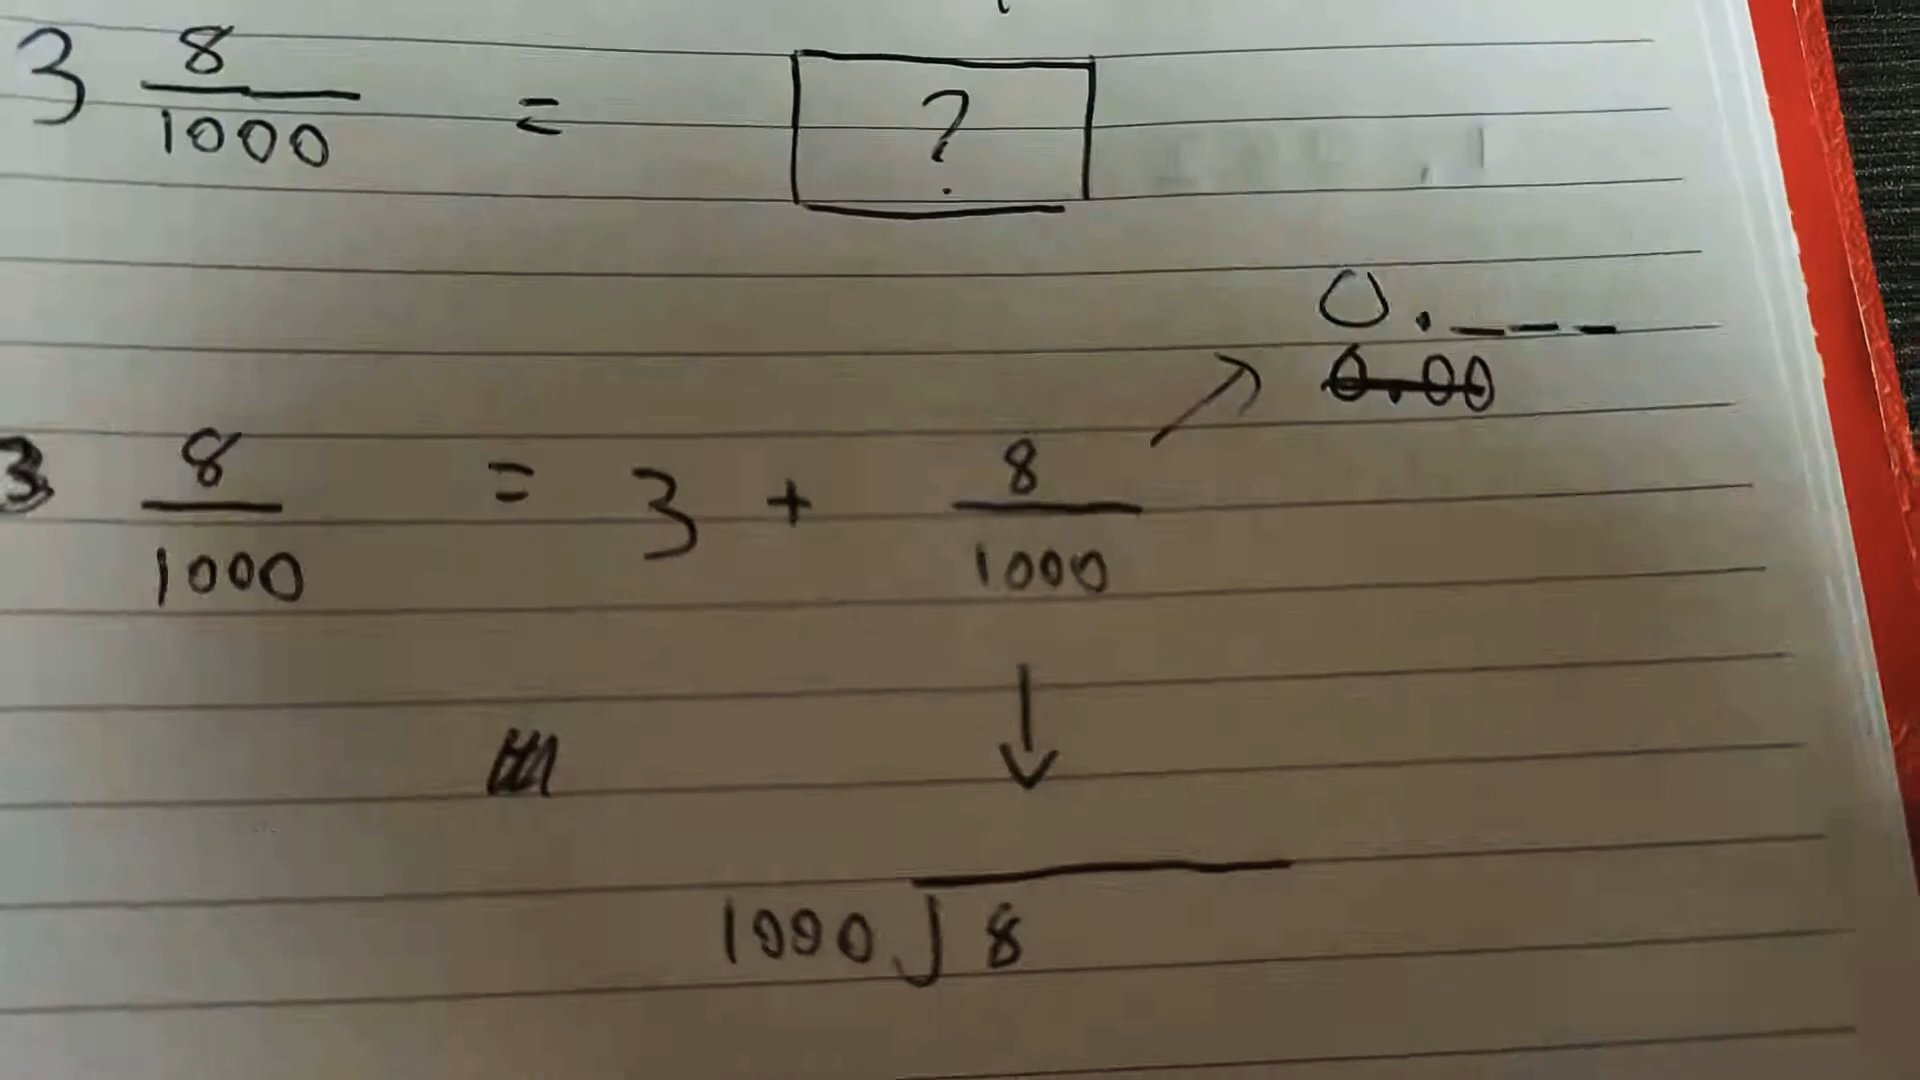 3 8/1000 = ?
0.___
0.00
3 8/1000 = 3 + 8/1000
1000 ⟌ 8